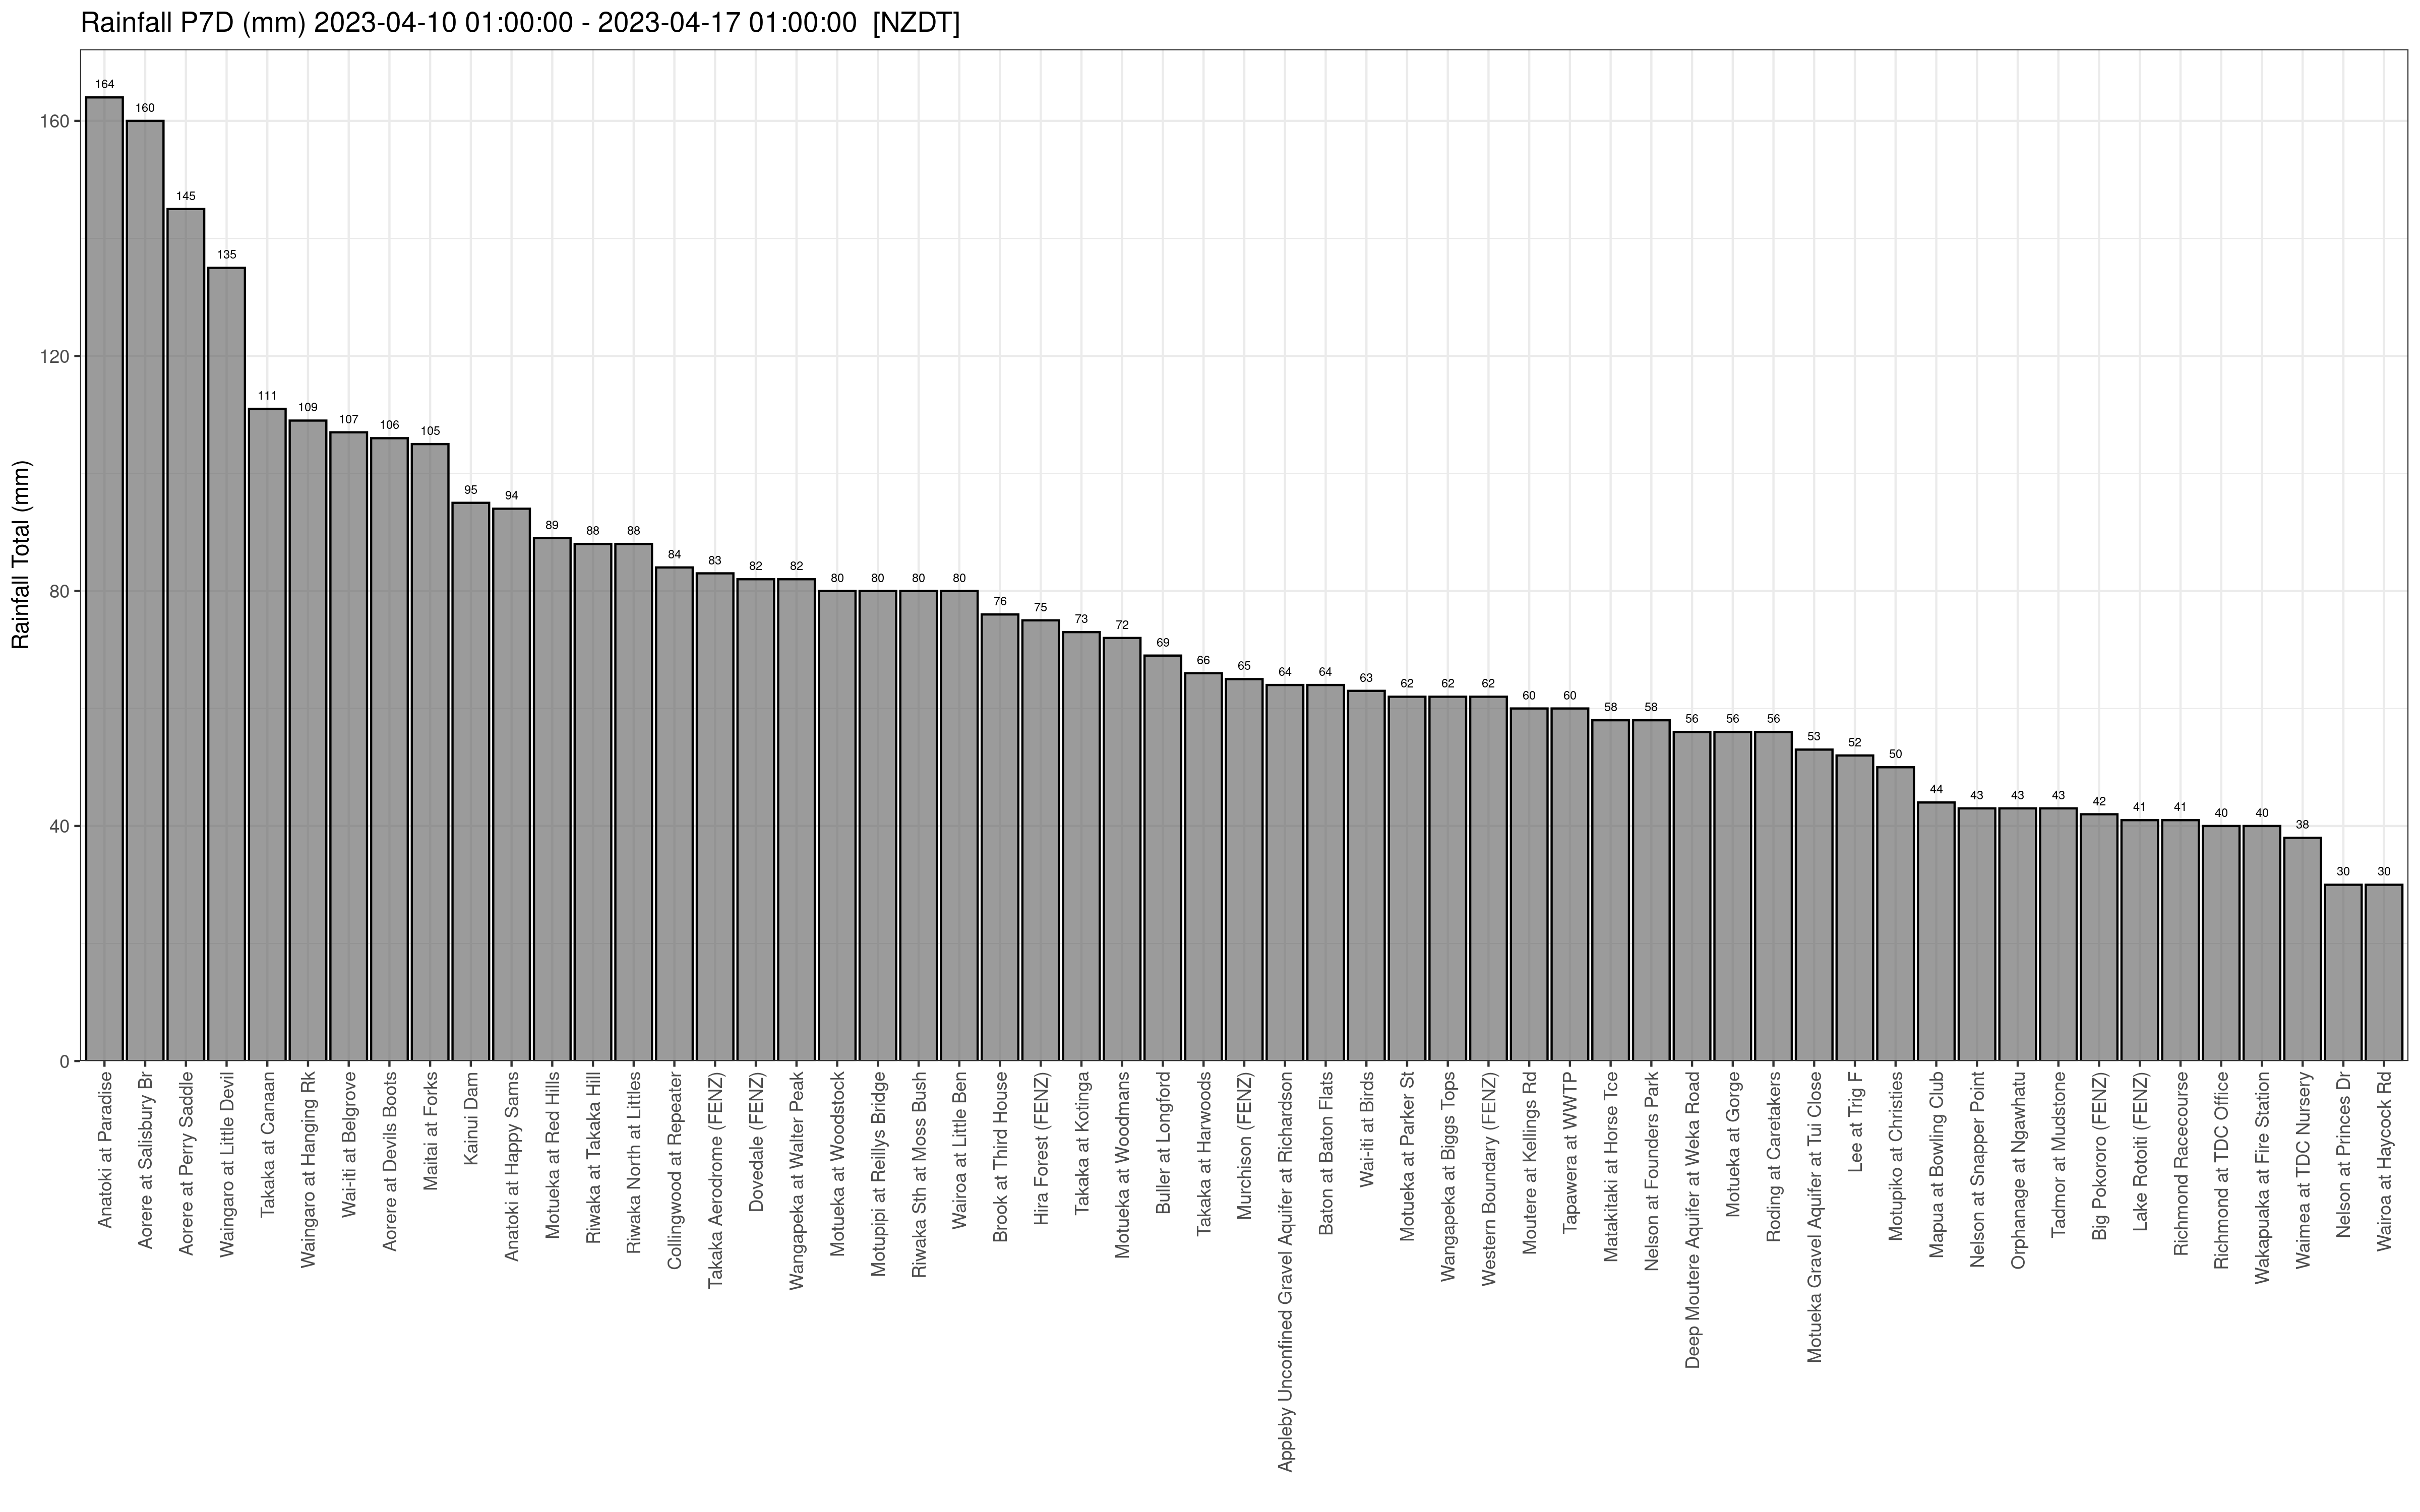 Rainfall P7D (mm) 2023-04-10 01:00:00 - 2023-04-17 01:00:00  [NZDT]
Rainfall Total (mm)
160
120
80
40
0
164
160
145
135
111
109
107
106
105
95
94
89
88
88
84
83
82
82
80
80
80
80
76
75
73
72
69
66
65
64
64
63
62
62
62
60
60
58
58
56
56
56
53
52
50
44
43
43
43
42
41
41
40
40
38
30
30
Anatoki at Paradise
Aorere at Salisbury Br
Aorere at Perry Saddle
Waingaro at Little Devil
Takaka at Canaan
Waingaro at Hanging Rk
Wai-iti at Belgrove
Aorere at Devils Boots
Maitai at Forks
Kainui Dam
Anatoki at Happy Sams
Motueka at Red Hills
Riwaka at Takaka Hill
Riwaka North at Littles
Collingwood at Repeater
Takaka Aerodrome (FENZ)
Dovedale (FENZ)
Wangapeka at Walter Peak
Motueka at Woodstock
Motupipi at Reillys Bridge
Riwaka Sth at Moss Bush
Wairoa at Little Ben
Brook at Third House
Hira Forest (FENZ)
Takaka at Kotinga
Motueka at Woodmans
Buller at Longford
Takaka at Harwoods
Murchison (FENZ)
Appleby Unconfined Gravel Aquifer at Richardson
Baton at Baton Flats
Wai-iti at Birds
Motueka at Parker St
Wangapeka at Biggs Tops
Western Boundary (FENZ)
Moutere at Kellings Rd
Tapawera at WWTP
Matakitaki at Horse Tce
Nelson at Founders Park
Deep Moutere Aquifer at Weka Road
Motueka at Gorge
Roding at Caretakers
Motueka Gravel Aquifer at Tui Close
Lee at Trig F
Motupiko at Christies
Mapua at Bowling Club
Nelson at Snapper Point
Orphanage at Ngawhatu
Tadmor at Mudstone
Big Pokororo (FENZ)
Lake Rotoiti (FENZ)
Richmond Racecourse
Richmond at TDC Office
Wakapuaka at Fire Station
Waimea at TDC Nursery
Nelson at Princes Dr
Wairoa at Haycock Rd